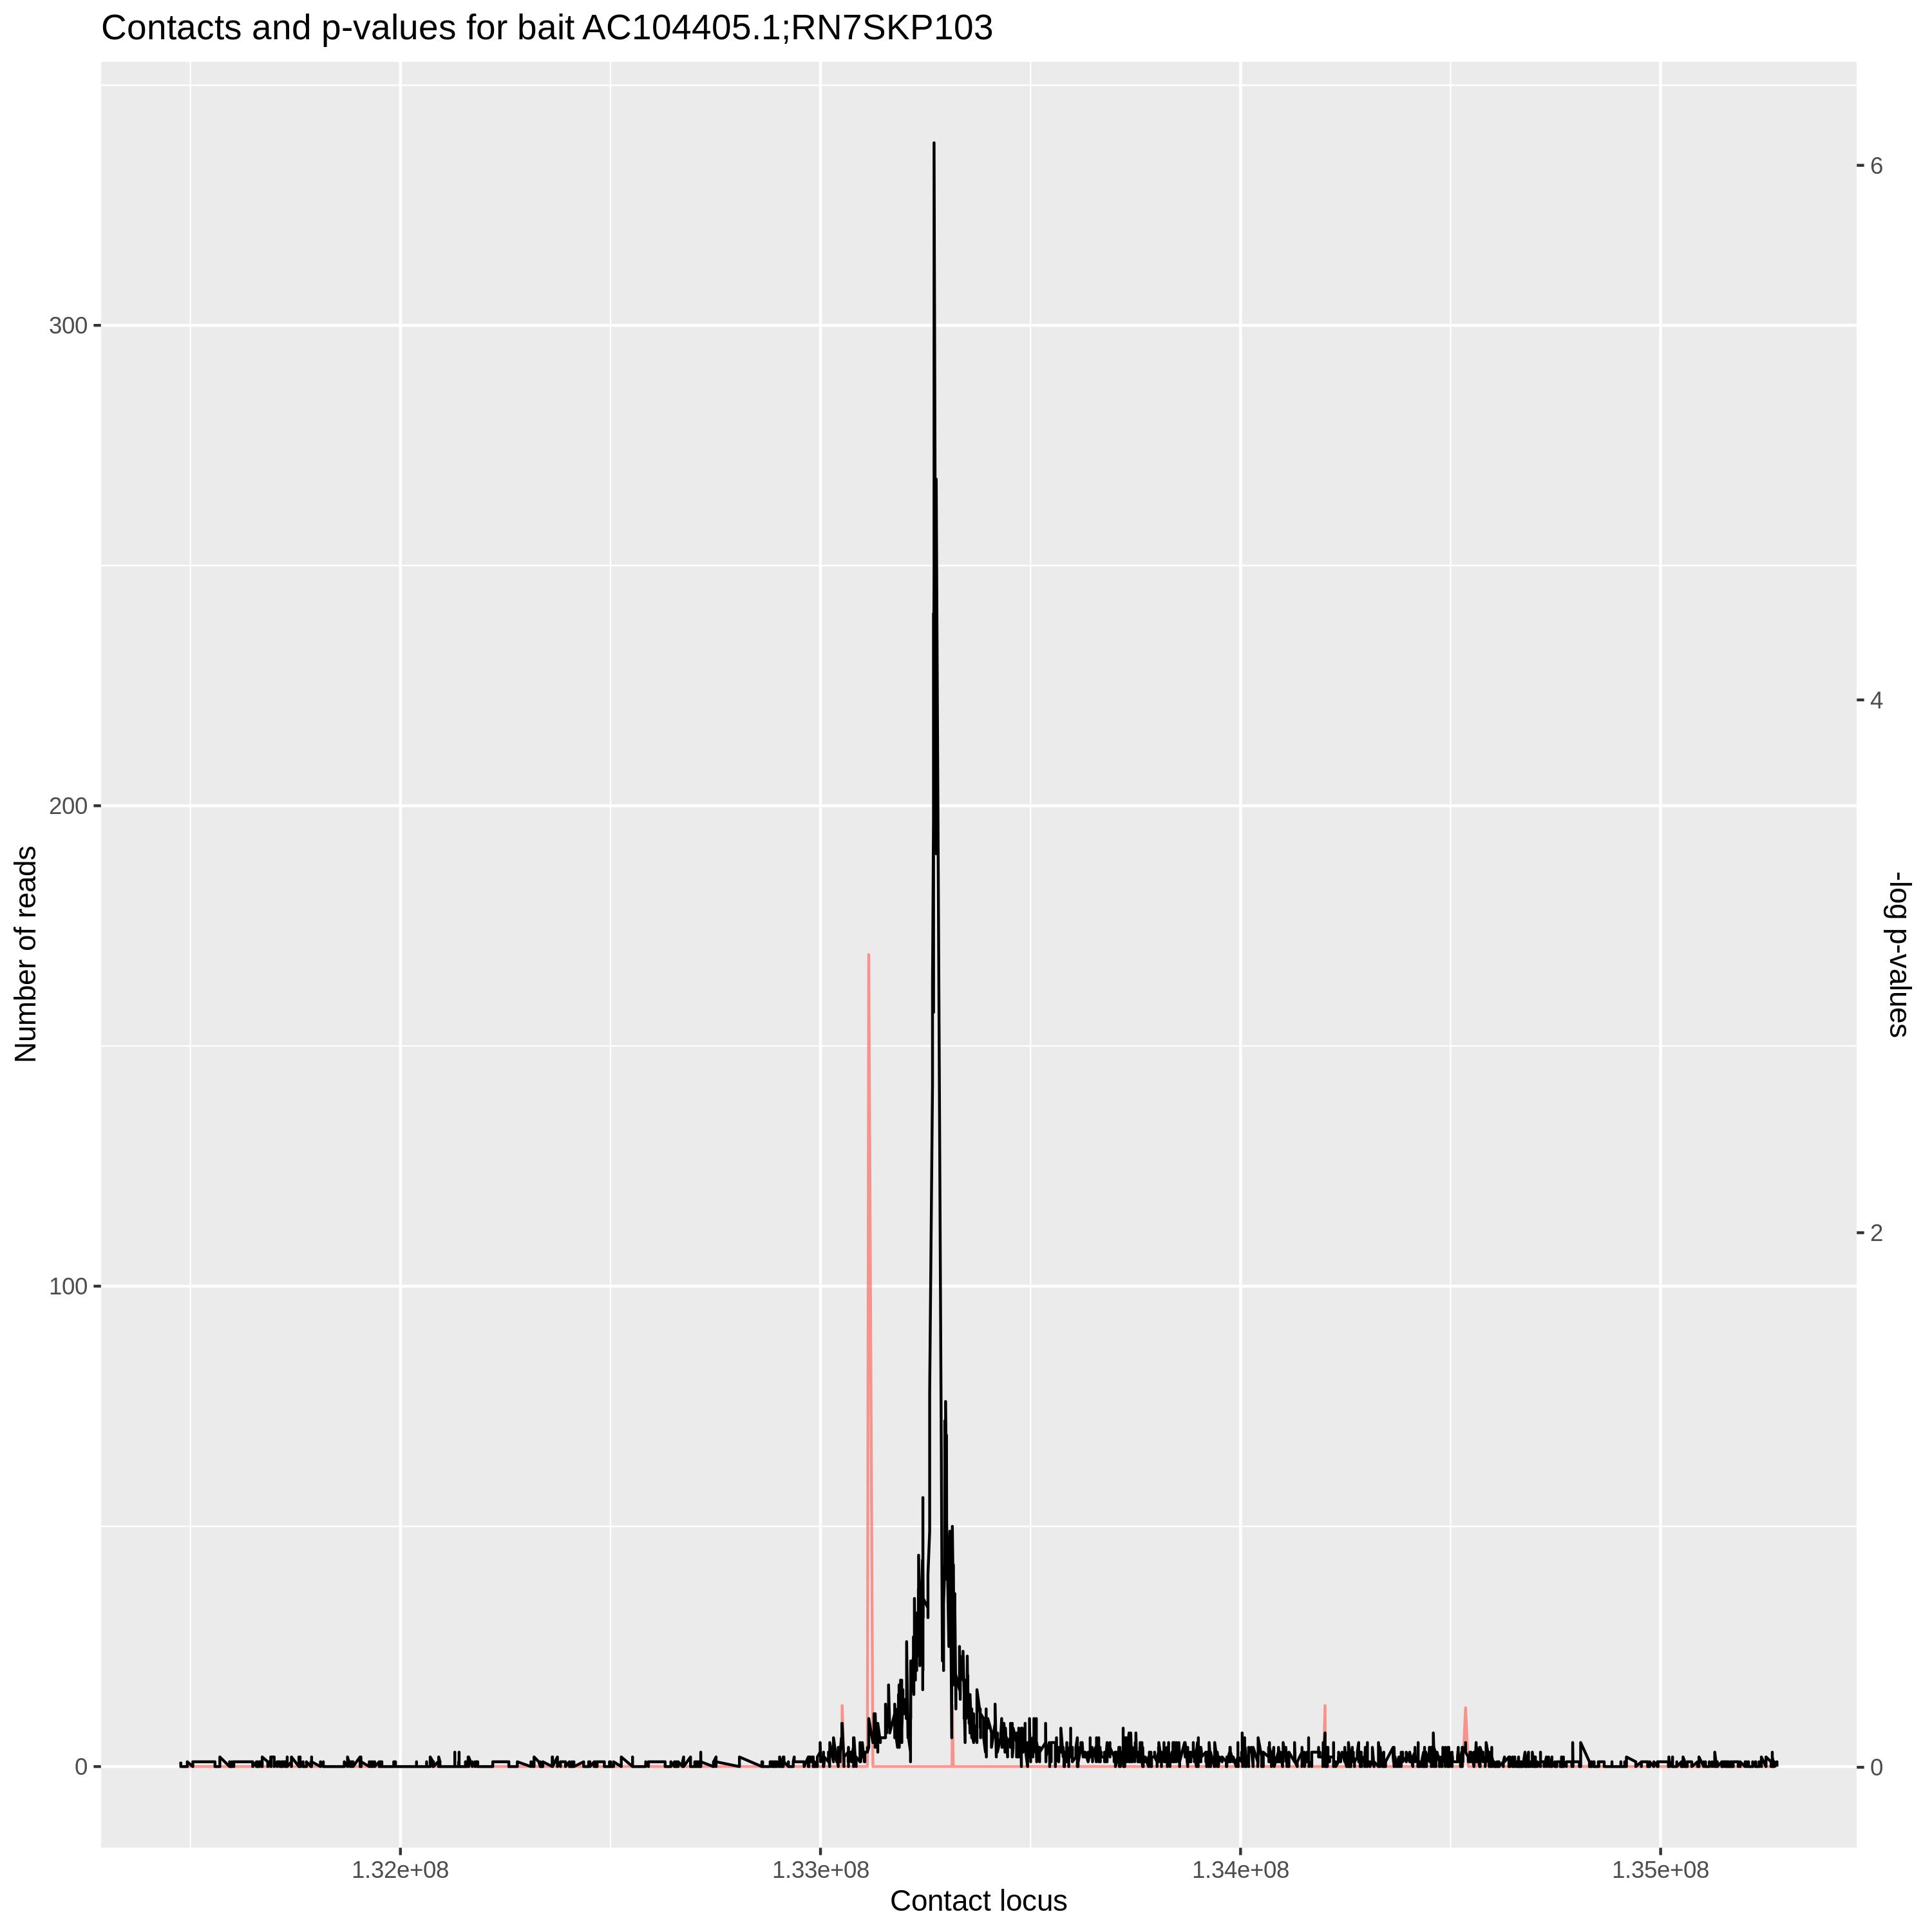 Contacts and p-values for bait AC104405.1;RN7SKP103
300
200
100
0
Number of reads
6
4
2
0
-log p-values
1.32e+08
1.33e+08
1.34e+08
1.35e+08
Contact locus